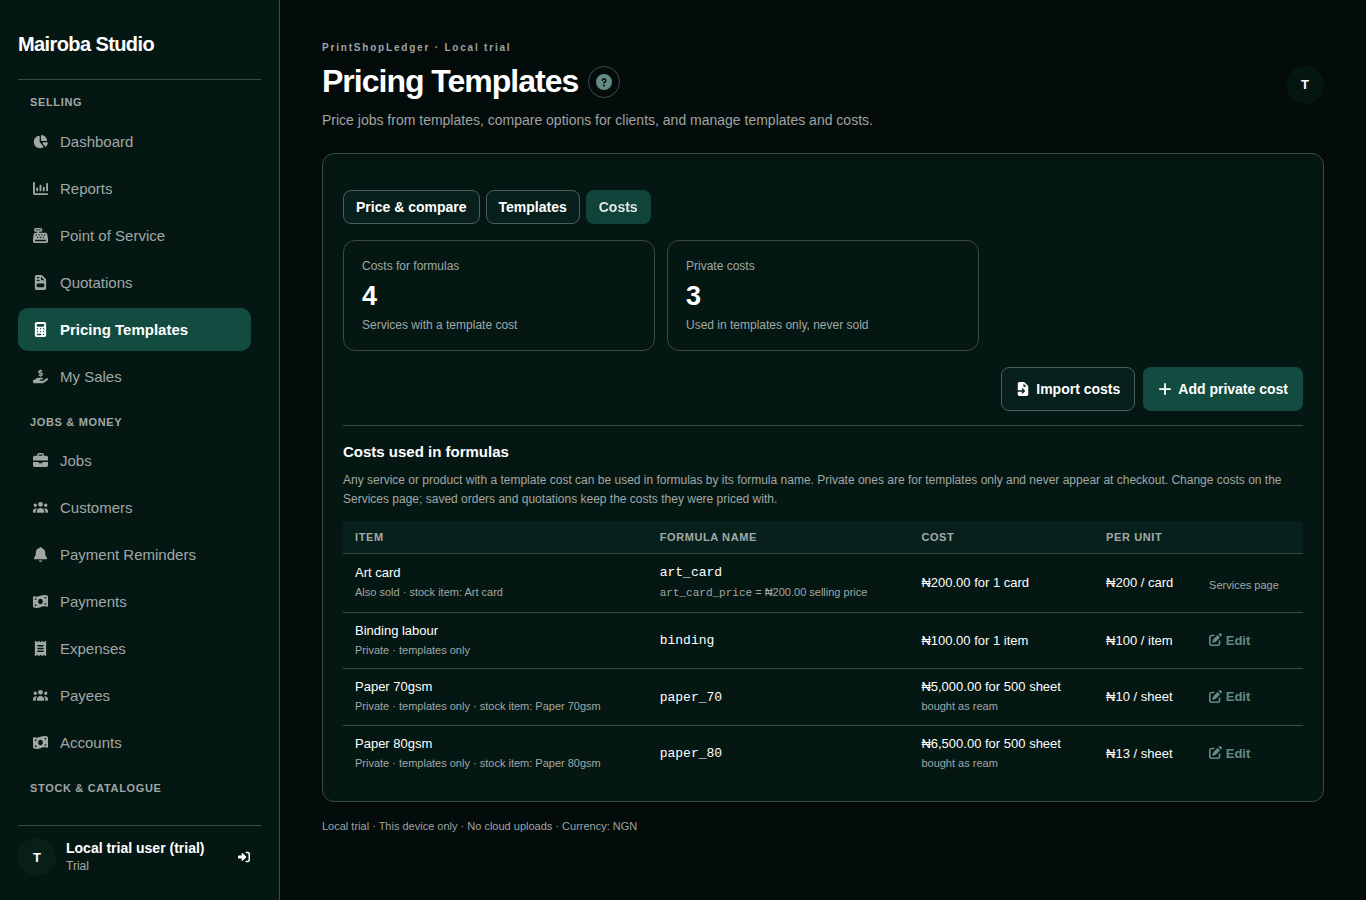 Mairoba Studio
SELLING
Dashboard
Reports
Point of Service
Quotations
Pricing Templates
My Sales
JOBS & MONEY
Jobs
Customers
Payment Reminders
Payments
Expenses
Payees
Accounts
STOCK & CATALOGUE
T
Local trial user (trial)
Trial
PrintShopLedger · Local trial
Pricing Templates ?
T
Price jobs from templates, compare options for clients, and manage templates and costs.
Price & compare Templates Costs
Costs for formulas
4
Services with a template cost
Private costs
3
Used in templates only, never sold
Import costs Add private cost
Costs used in formulas
Any service or product with a template cost can be used in formulas by its formula name. Private ones are for templates only and never appear at checkout. Change costs on the
Services page; saved orders and quotations keep the costs they were priced with.
ITEM FORMULA NAME COST PER UNIT
Art card art_card ₦200.00 for 1 card ₦200 / card Services page
Also sold · stock item: Art card art_card_price = ₦200.00 selling price
Binding labour binding ₦100.00 for 1 item ₦100 / item Edit
Private · templates only
Paper 70gsm paper_70 ₦5,000.00 for 500 sheet ₦10 / sheet Edit
Private · templates only · stock item: Paper 70gsm bought as ream
Paper 80gsm paper_80 ₦6,500.00 for 500 sheet ₦13 / sheet Edit
Private · templates only · stock item: Paper 80gsm bought as ream
Local trial · This device only · No cloud uploads · Currency: NGN